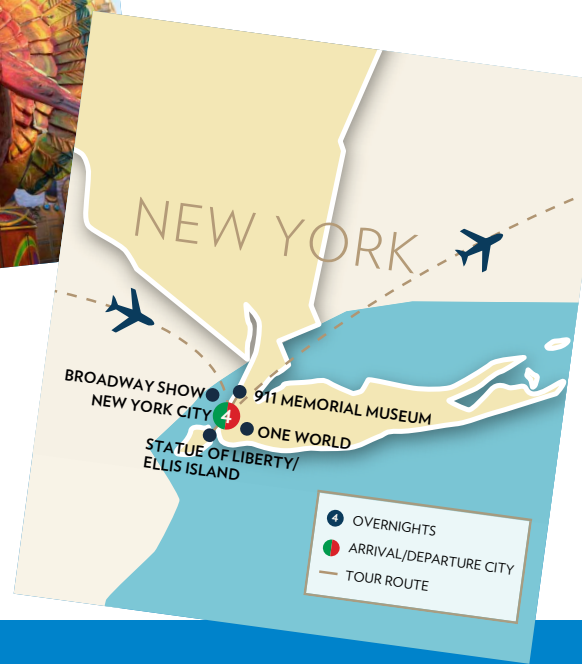 NEW YORK
BROADWAY SHOW
911 MEMORIAL MUSEUM
NEW YORK CITY
4
ONE WORLD
STATUE OF LIBERTY/
ELLIS ISLAND
4 OVERNIGHTS
ARRIVAL/DEPARTURE CITY
TOUR ROUTE